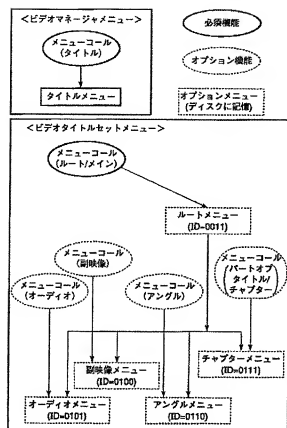 <ビデオマネージャメニュー>
メニューコール
(タイトル)
タイトルメニュー
必須機能
オプション機能
オプションメニュー
(ディスクに記憶)
<ビデオタイトルセットメニュー>
メニューコール
(ルート/メイン)
ルートメニュー
(ID=0011)
メニューコール
(副映像)
メニューコール
(オーディオ)
メニューコール
(アングル)
メニューコール
(パートオブ
タイトル/
チャプター)
副映像メニュー
(ID=0100)
チャプターメニュー
(ID=0111)
オーディオメニュー
(ID=0101)
アングルメニュー
(ID=0110)